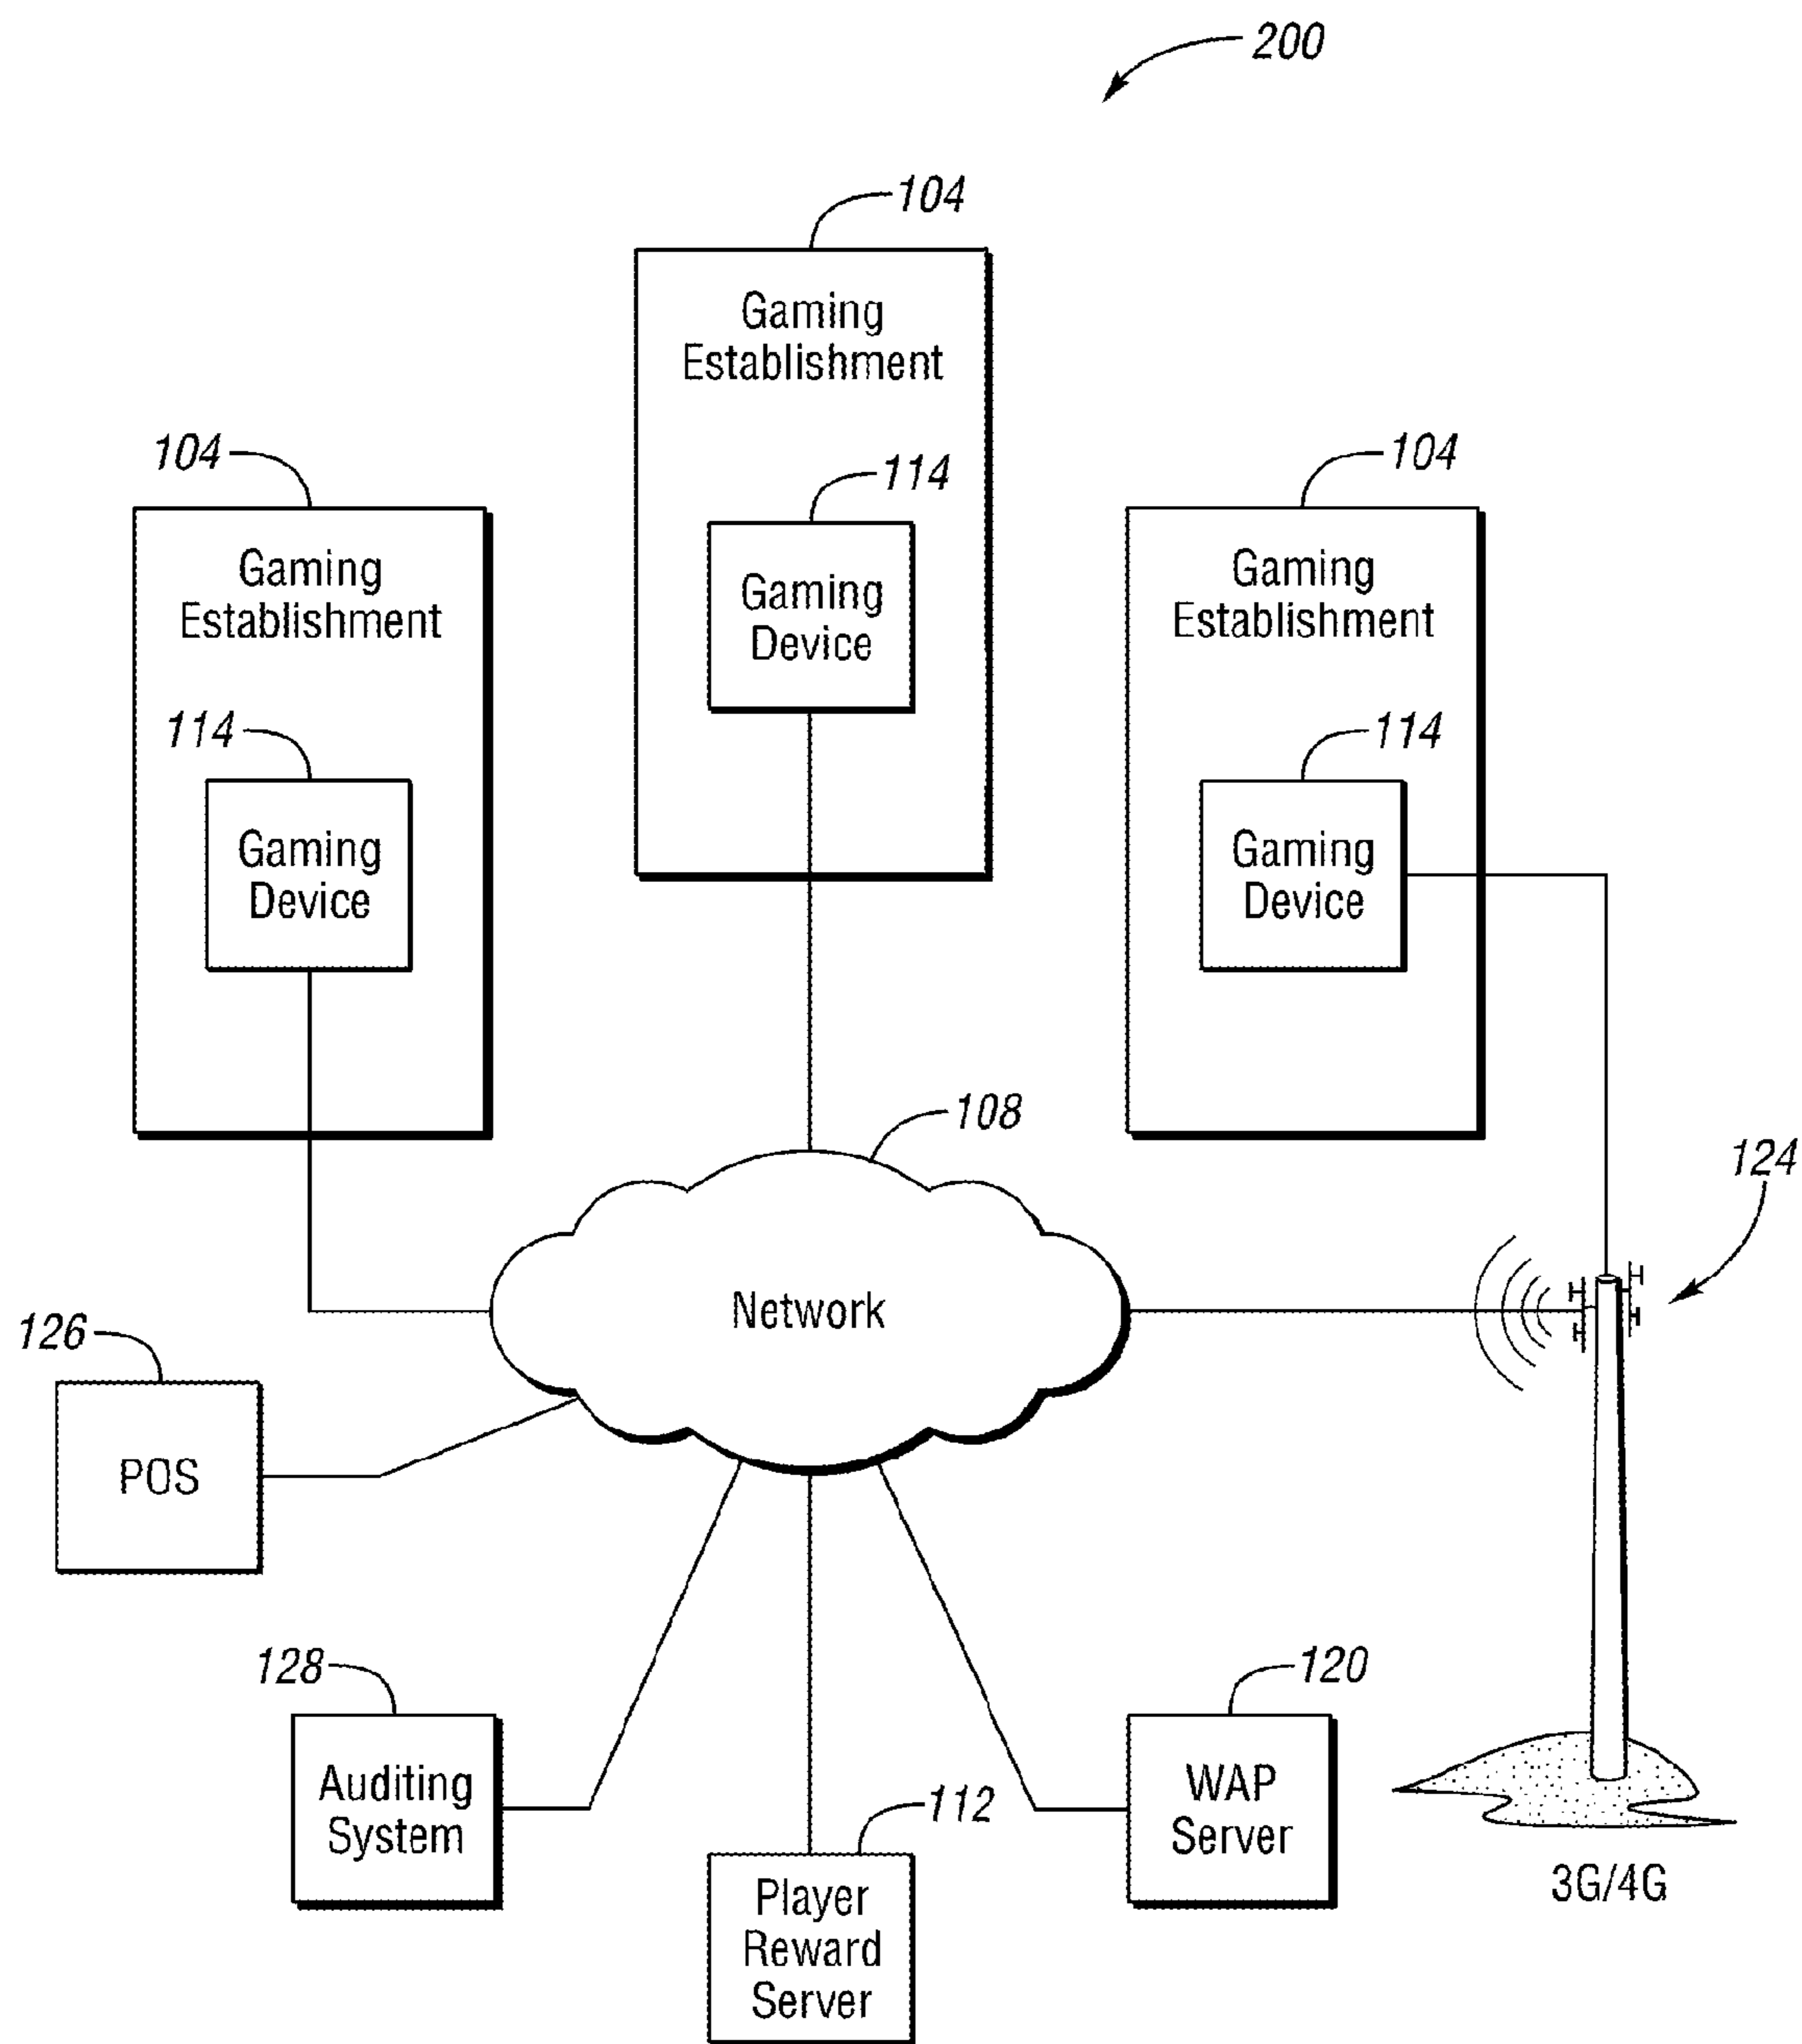 200
104
Gaming
Establishment
104
114
104
Gaming
Device
Gaming
Establishment
Gaming
Establishment
114
114
Gaming
Device
Gaming
Device
108
124
Network
126
POS
128
120
Auditing
System
WAP
Server
112
3G/4G
Player
Reward
Server